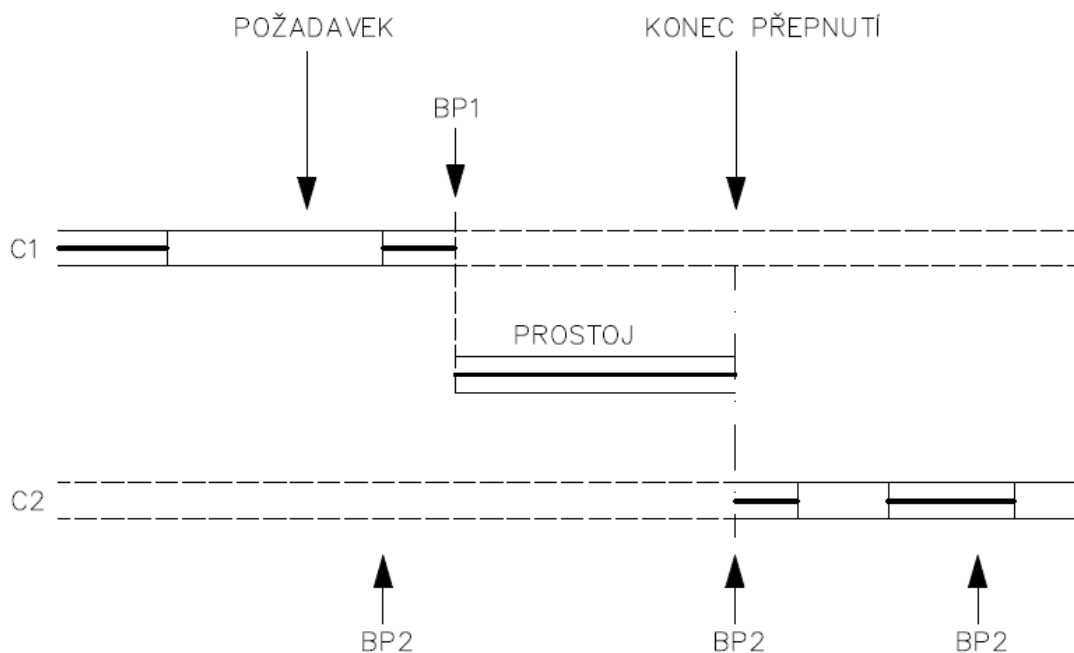 POŽADAVEK
KONEC PŘEPNUTÍ
BP1
C1
PROSTOJ
C2
BP2
BP2
BP2